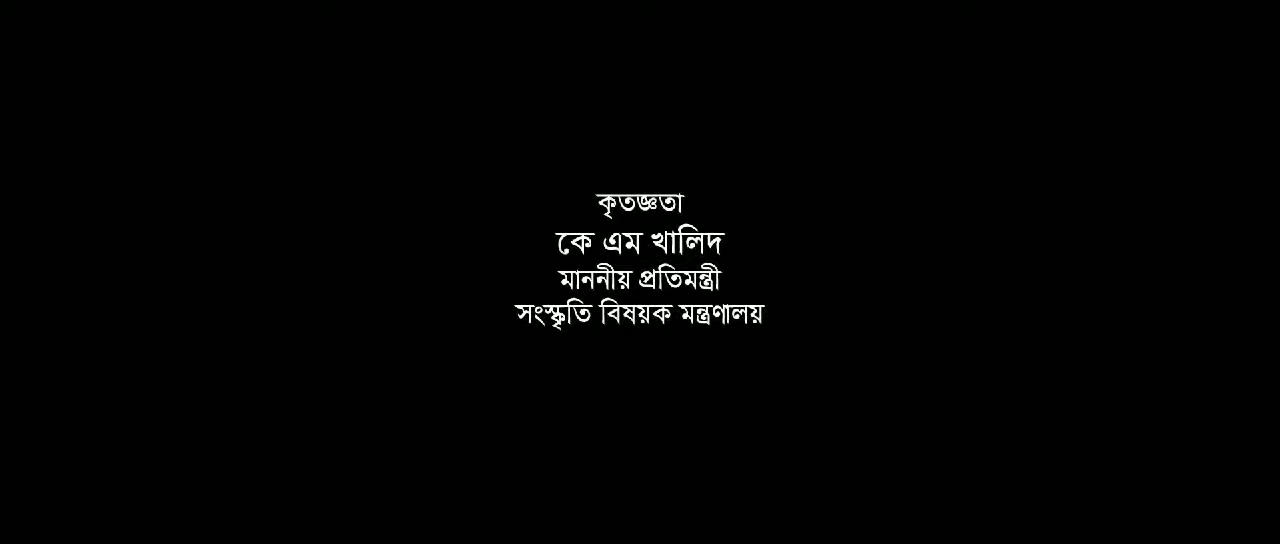 কৃতজ্ঞতা
কে এম খালিদ
মাননীয় প্রতিমন্ত্রী
সংস্কৃতি বিষয়ক মন্ত্রণালয়